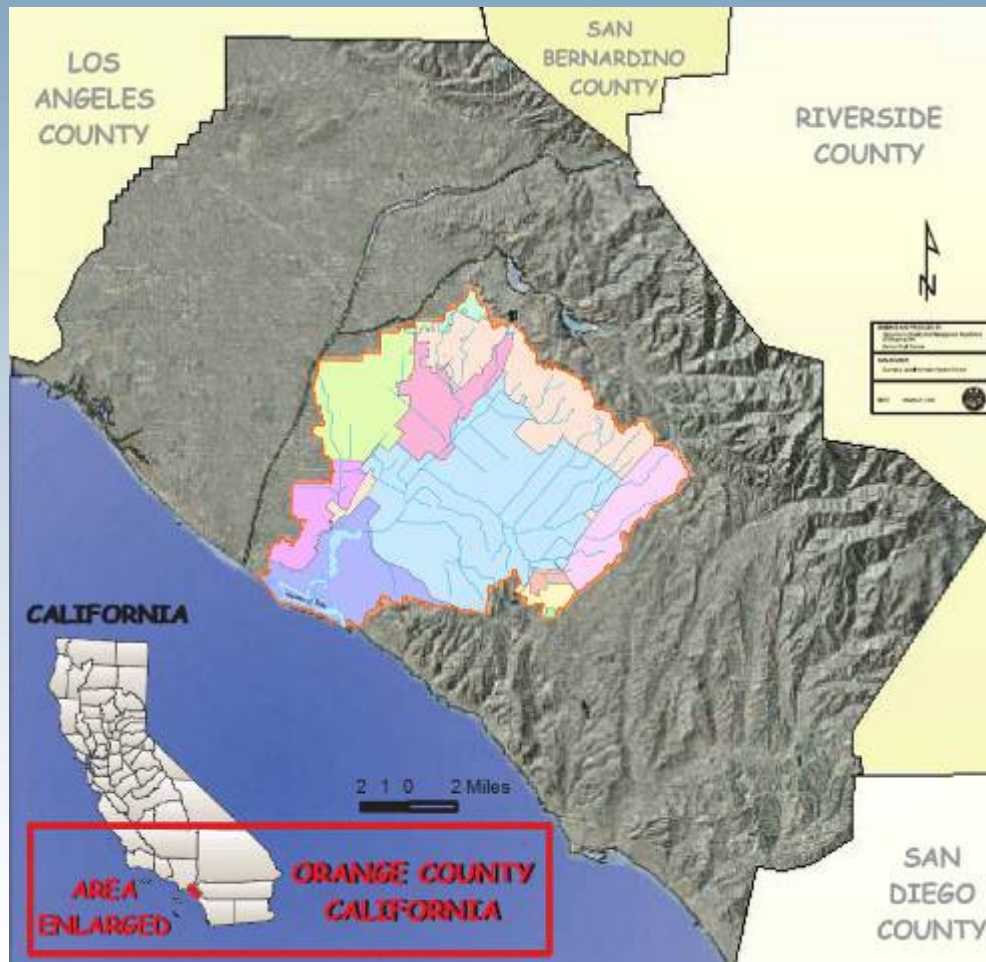 LOS
ANGELES
COUNTY
SAN
BERNARDINO
COUNTY
RIVERSIDE
COUNTY
N
CALIFORNIA
2 1 0 2 Miles
AREA
ENLARGED
ORANGE COUNTY
CALIFORNIA
SAN
DIEGO
COUNTY